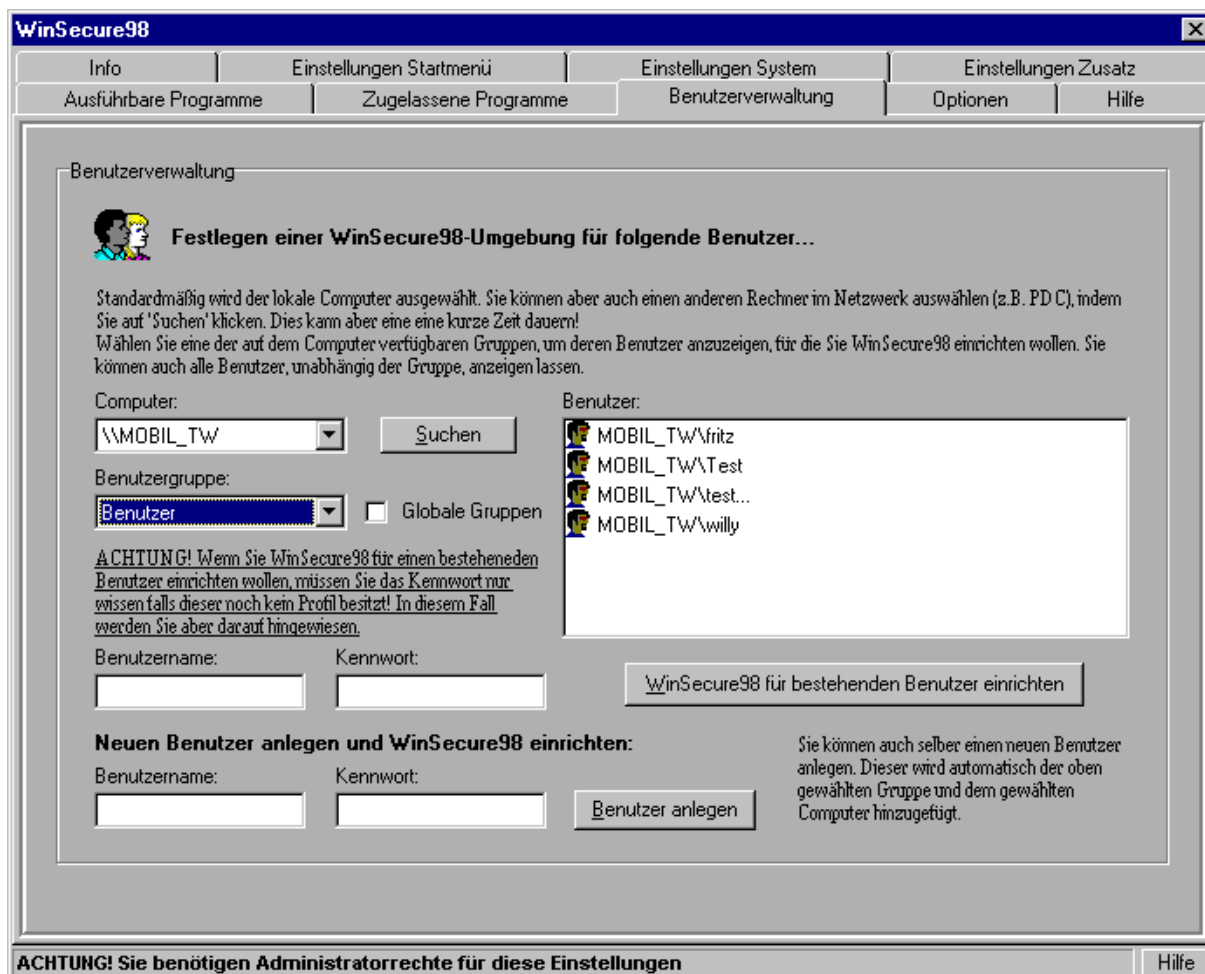 WinSecure98
Info
Einstellungen Startmenü
Einstellungen System
Einstellungen Zusatz
Ausführbare Programme
Zugelassene Programme
Benutzerverwaltung
Optionen
Hilfe
Benutzerverwaltung
Festlegen einer WinSecure98-Umgebung für folgende Benutzer...
Standardmäßig wird der lokale Computer ausgewählt. Sie können aber auch einen anderen Rechner im Netzwerk auswählen (z.B. PDC), indem
Sie auf 'Suchen' klicken. Dies kann aber eine eine kurze Zeit dauern!
Wählen Sie eine der auf dem Computer verfügbaren Gruppen, um deren Benutzer anzuzeigen, für die Sie WinSecure98 einrichten wollen. Sie
können auch alle Benutzer, unabhängig der Gruppe, anzeigen lassen.
Computer:
\\MOBIL_TW
Suchen
Benutzergruppe:
Benutzer
Globale Gruppen
ACHTUNG! Wenn Sie WinSecure98 für einen besteheneden
Benutzer einrichten wollen, müssen Sie das Kennwort nur
wissen falls dieser noch kein Profil besitzt! In diesem Fall
werden Sie aber darauf hingewiesen.
Benutzer:
MOBIL_TW\fritz
MOBIL_TW\Test
MOBIL_TW\test...
MOBIL_TW\willy
Benutzername:
Kennwort:
WinSecure98 für bestehenden Benutzer einrichten
Neuen Benutzer anlegen und WinSecure98 einrichten:
Benutzername:
Kennwort:
Benutzer anlegen
Sie können auch selber einen neuen Benutzer
anlegen. Dieser wird automatisch der oben
gewählten Gruppe und dem gewählten
Computer hinzugefügt.
ACHTUNG! Sie benötigen Administratorrechte für diese Einstellungen
Hilfe